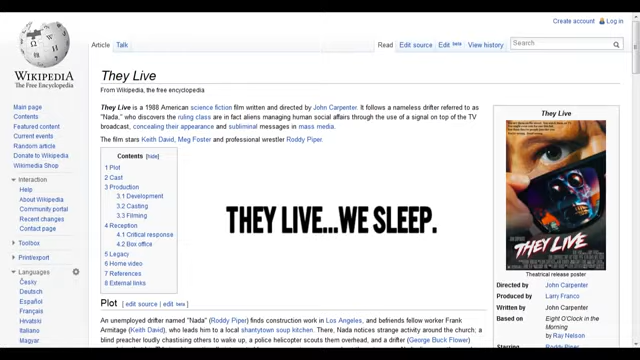 Create account Log in
Article Talk Read Edit source Edit beta View history Search
WIKIPEDIA
The Free Encyclopedia
Main page
Contents
Featured content
Current events
Random article
Donate to Wikipedia
Wikimedia Shop
Interaction
Help
About Wikipedia
Community portal
Recent changes
Contact page
Toolbox
Print/export
Languages
Česky
Deutsch
Español
Français
Hrvatski
Italiano
Magyar
They Live
From Wikipedia, the free encyclopedia
They Live is a 1988 American science fiction film written and directed by John Carpenter. It follows a nameless drifter referred to as
"Nada," who discovers the ruling class are in fact aliens managing human social affairs through the use of a signal on top of the TV
broadcast, concealing their appearance and subliminal messages in mass media.
The film stars Keith David, Meg Foster and professional wrestler Roddy Piper.
Contents [hide]
1 Plot
2 Cast
3 Production
3.1 Development
3.2 Casting
3.3 Filming
4 Reception
4.1 Critical response
4.2 Box office
5 Legacy
6 Home video
7 References
8 External links
THEY LIVE...WE SLEEP.
Plot [ edit source | edit beta ]
An unemployed drifter named "Nada" (Roddy Piper) finds construction work in Los Angeles, and befriends fellow worker Frank
Armitage (Keith David), who leads him to a local shantytown soup kitchen. There, Nada notices strange activity around the church; a
blind preacher loudly chastising others to wake up, a police helicopter scouts them overhead, and a drifter (George Buck Flower)
They Live
THEY LIVE
Theatrical release poster
Directed by John Carpenter
Produced by Larry Franco
Written by John Carpenter
Based on Eight O'Clock in the
Morning
by Ray Nelson
Starring Roddy Piper